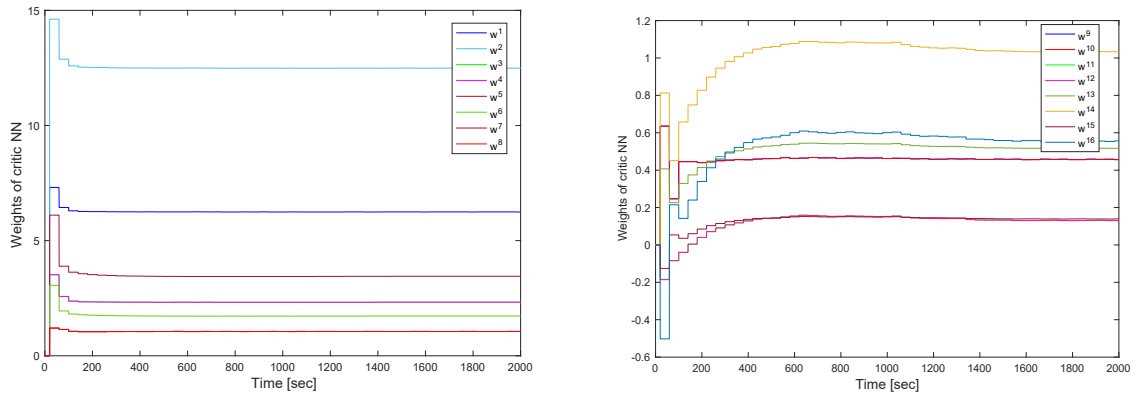 15
10
5
0
Weights of critic NN
0 200 400 600 800 1000 1200 1400 1600 1800 2000
Time [sec]
w1
w2
w3
w4
w5
w6
w7
w8
1.2
1
0.8
0.6
0.4
0.2
0
-0.2
-0.4
-0.6
Weights of critic NN
0 200 400 600 800 1000 1200 1400 1600 1800 2000
Time [sec]
w9
w10
w11
w12
w13
w14
w15
w16